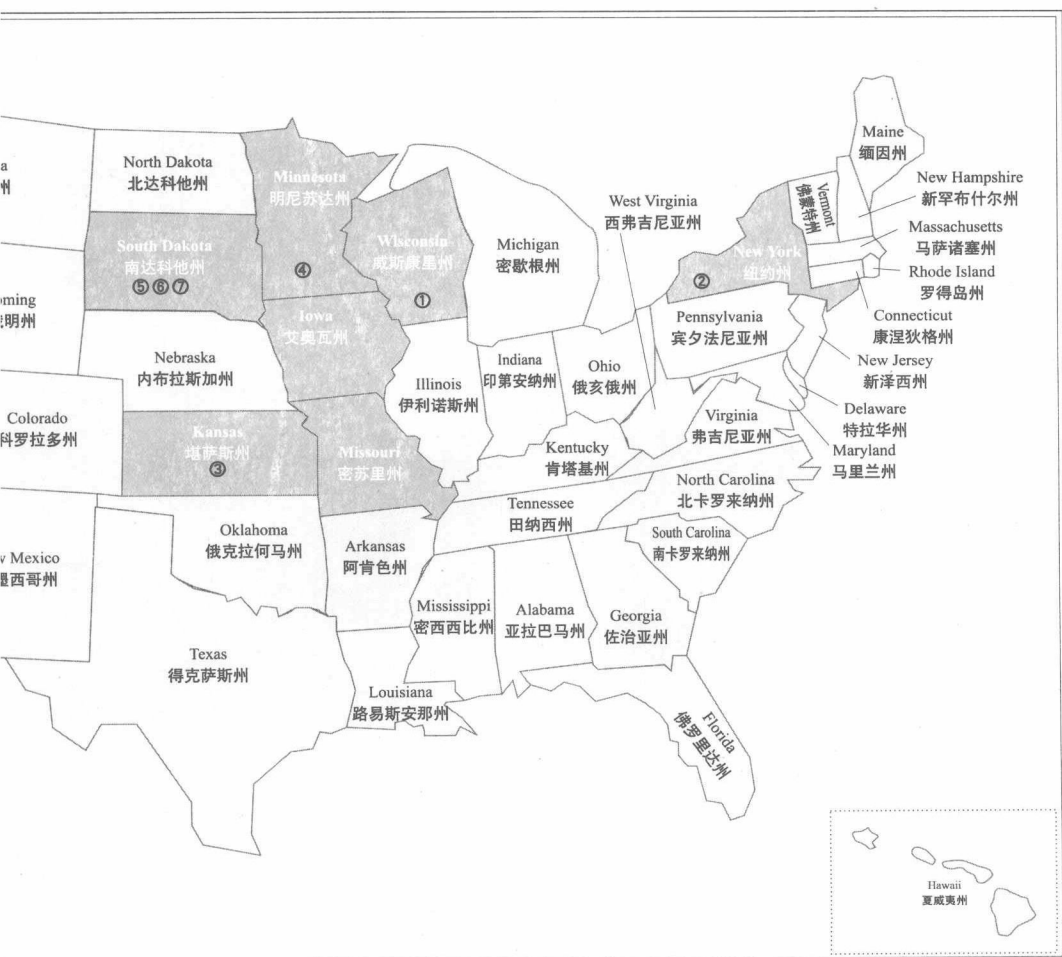 Maine
缅因州
North Dakota
北达科他州
a
州
Minnesota
明尼苏达州
Vermont
佛蒙特州
New Hampshire
新罕布什尔州
West Virginia
西弗吉尼亚州
Massachusetts
马萨诸塞州
South Dakota
南达科他州
⑤⑥⑦
④
Wisconsin
威斯康星州
①
Michigan
密歇根州
New York
纽约州
②
Rhode Island
罗得岛州
oming
明州
Iowa
艾奥瓦州
Pennsylvania
宾夕法尼亚州
Connecticut
康涅狄格州
Nebraska
内布拉斯加州
Illinois
伊利诺斯州
Indiana
印第安纳州
Ohio
俄亥俄州
New Jersey
新泽西州
Colorado
科罗拉多州
Kansas
堪萨斯州
③
Missouri
密苏里州
Kentucky
肯塔基州
Virginia
弗吉尼亚州
Delaware
特拉华州
Maryland
马里兰州
North Carolina
北卡罗来纳州
Tennessee
田纳西州
South Carolina
南卡罗来纳州
w Mexico
墨西哥州
Oklahoma
俄克拉何马州
Arkansas
阿肯色州
Mississippi
密西西比州
Alabama
亚拉巴马州
Georgia
佐治亚州
Texas
得克萨斯州
Louisiana
路易斯安那州
Florida
佛罗里达州
Hawaii
夏威夷州